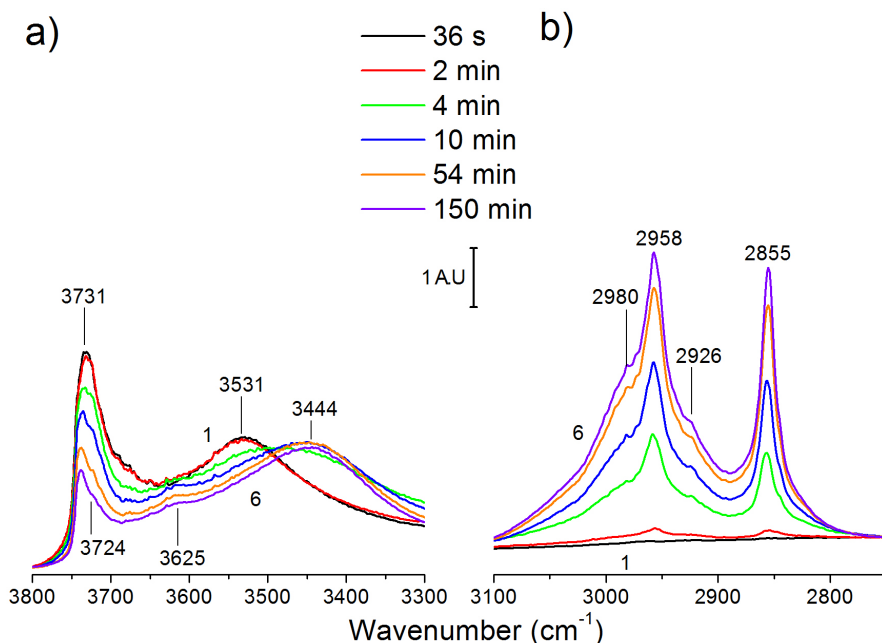 a)
b)
36 s
2 min
4 min
10 min
54 min
150 min
1 A.U
3731
3531
3444
1
6
3724
3625
2958
2855
2980
2926
6
1
3800 3700 3600 3500 3400 3300
3100 3000 2900 2800
Wavenumber (cm⁻¹)